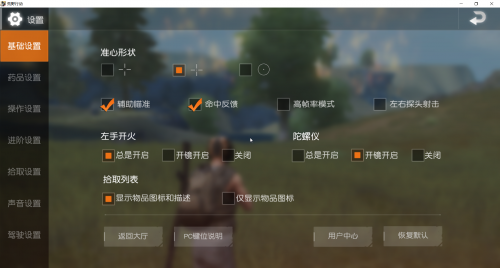 荒野行动
设置
基础设置
药品设置
操作设置
进阶设置
拾取设置
声音设置
驾驶设置
准心形状
辅助瞄准 命中反馈 高帧率模式 左右探头射击
左手开火 陀螺仪
总是开启 开镜开启 关闭 总是开启 开镜开启 关闭
拾取列表
显示物品图标和描述 仅显示物品图标
返回大厅 PC键位说明 用户中心 恢复默认